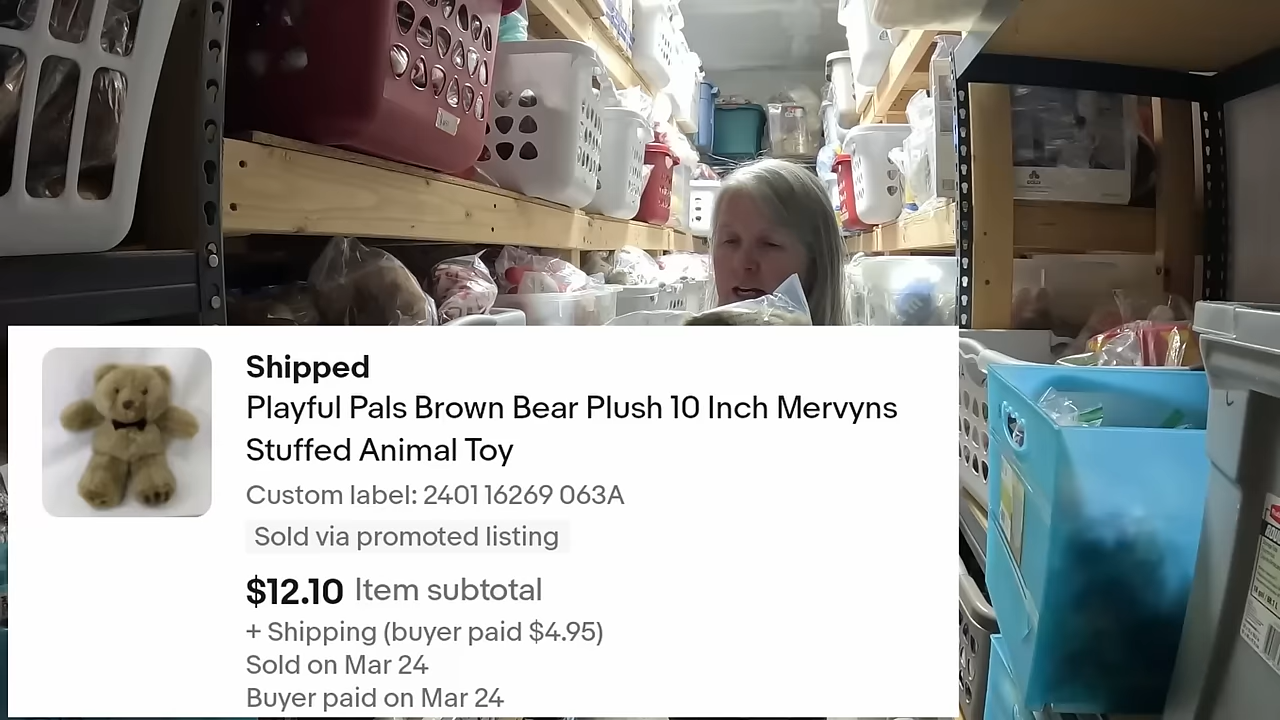 Shipped
Playful Pals Brown Bear Plush 10 Inch Mervyns
Stuffed Animal Toy
Custom label: 2401 16269 063A
Sold via promoted listing
$12.10 Item subtotal
+ Shipping (buyer paid $4.95)
Sold on Mar 24
Buyer paid on Mar 24